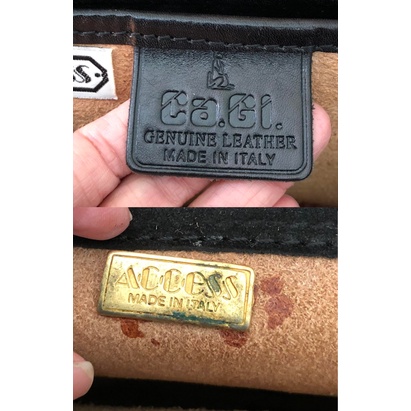 s
ca.Gi.
GENUINE LEATHER
MADE IN ITALY
ACCESS
MADE IN ITALY